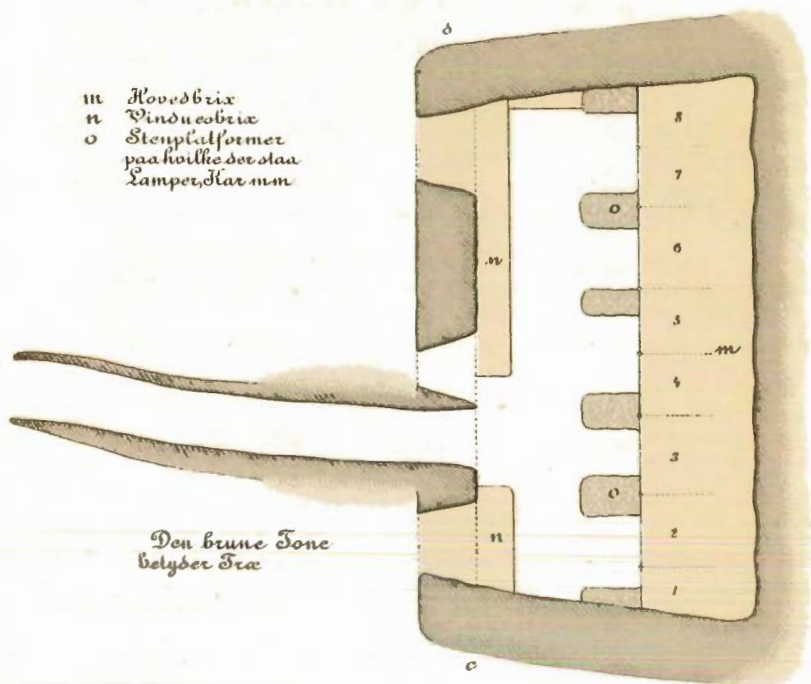 δ
m Hovedbrix
n Vinduesbrix
o Stenplatformer
paa hvilke der staa
Lamper, Kar mm
8
7
o
6
n
5
m
4
3
o
2
n
1
Den brune Tone
betyder Træ
c